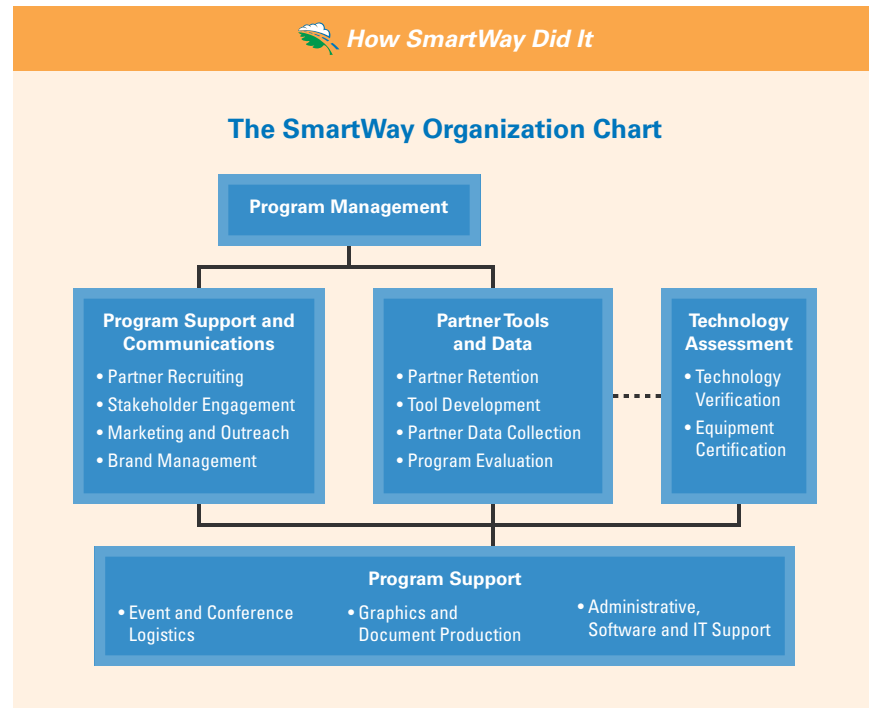 How SmartWay Did It
The SmartWay Organization Chart
Program Management
Program Support and
Communications
• Partner Recruiting
• Stakeholder Engagement
• Marketing and Outreach
• Brand Management
Partner Tools
and Data
• Partner Retention
• Tool Development
• Partner Data Collection
• Program Evaluation
Technology
Assessment
• Technology
Verification
• Equipment
Certification
Program Support
• Event and Conference
Logistics
• Graphics and
Document Production
• Administrative,
Software and IT Support